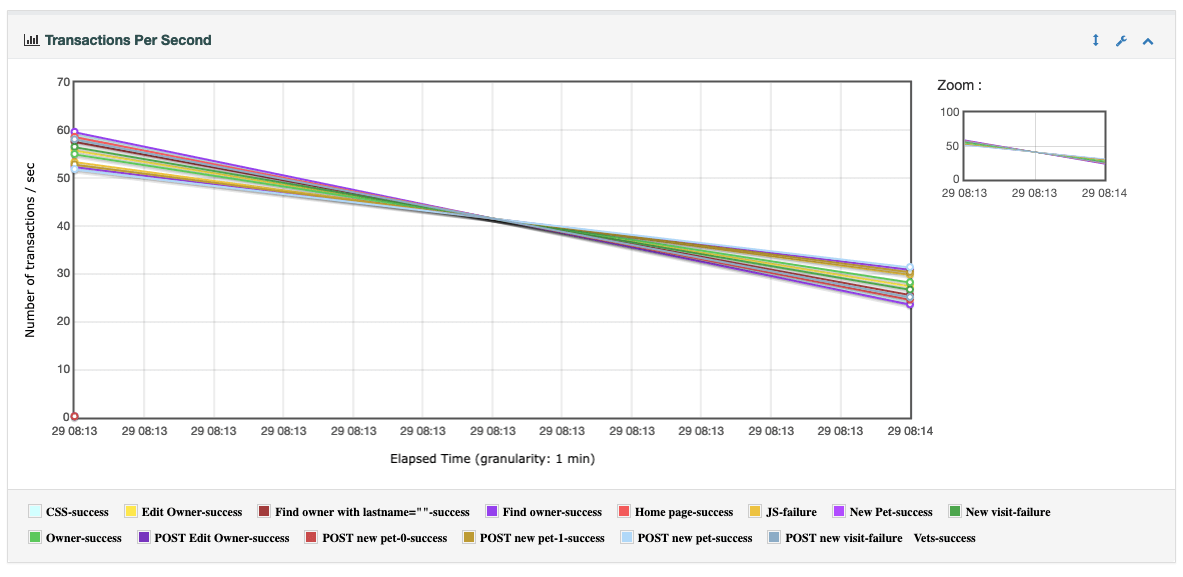 Transactions Per Second
Zoom :
70
60
50
40
30
20
10
0
Number of transactions / sec
29 08:13 29 08:13 29 08:13 29 08:13 29 08:13 29 08:13 29 08:13 29 08:13 29 08:13 29 08:13 29 08:13 29 08:13 29 08:14
Elapsed Time (granularity: 1 min)
100
50
0
29 08:13 29 08:13 29 08:14
CSS-success Edit Owner-success Find owner with lastname=""-success Find owner-success Home page-success JS-failure New Pet-success New visit-failure
Owner-success POST Edit Owner-success POST new pet-0-success POST new pet-1-success POST new pet-success POST new visit-failure Vets-success